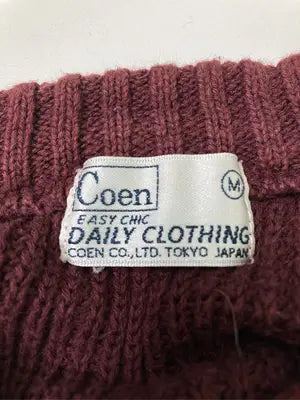 Coen
M
EASY CHIC
DAILY CLOTHING
COEN CO., LTD. TOKYO JAPAN